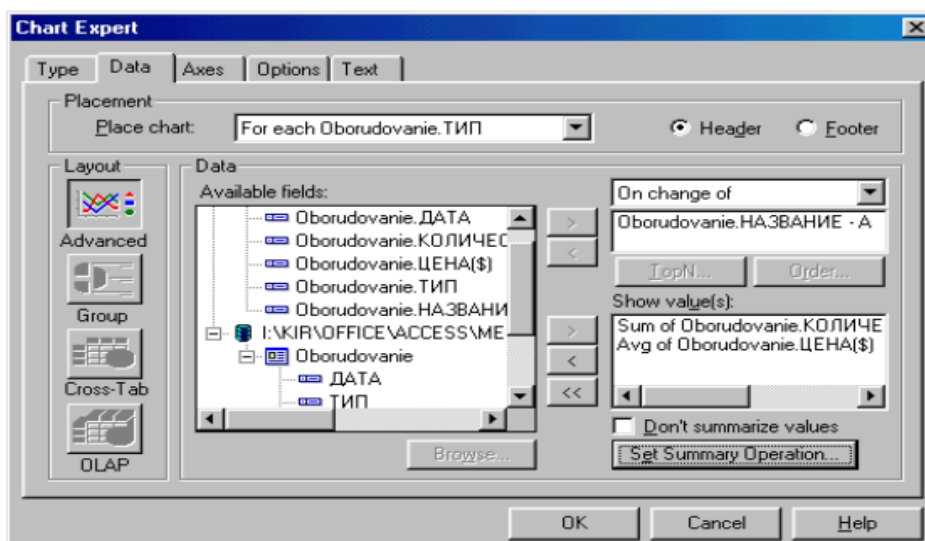 Chart Expert
Type Data Axes Options Text
Placement
Place chart: For each Oborudovanie.ТИП Header Footer
Layout
Advanced
Group
Cross-Tab
OLAP
Data
Available fields:
Oborudovanie.ДАТА
Oborudovanie.КОЛИЧЕС
Oborudovanie.ЦЕНА($)
Oborudovanie.ТИП
Oborudovanie.НАЗВАНИ
I:\KIR\OFFICE\ACCESS\ME
Oborudovanie
ДАТА
ТИП
Browse...
>
<
>
<
<<
On change of
Oborudovanie.НАЗВАНИЕ - А
TopN... Order...
Show value(s):
Sum of Oborudovanie.КОЛИЧЕ
Avg of Oborudovanie.ЦЕНА($)
Don't summarize values
Set Summary Operation...
OK Cancel Help